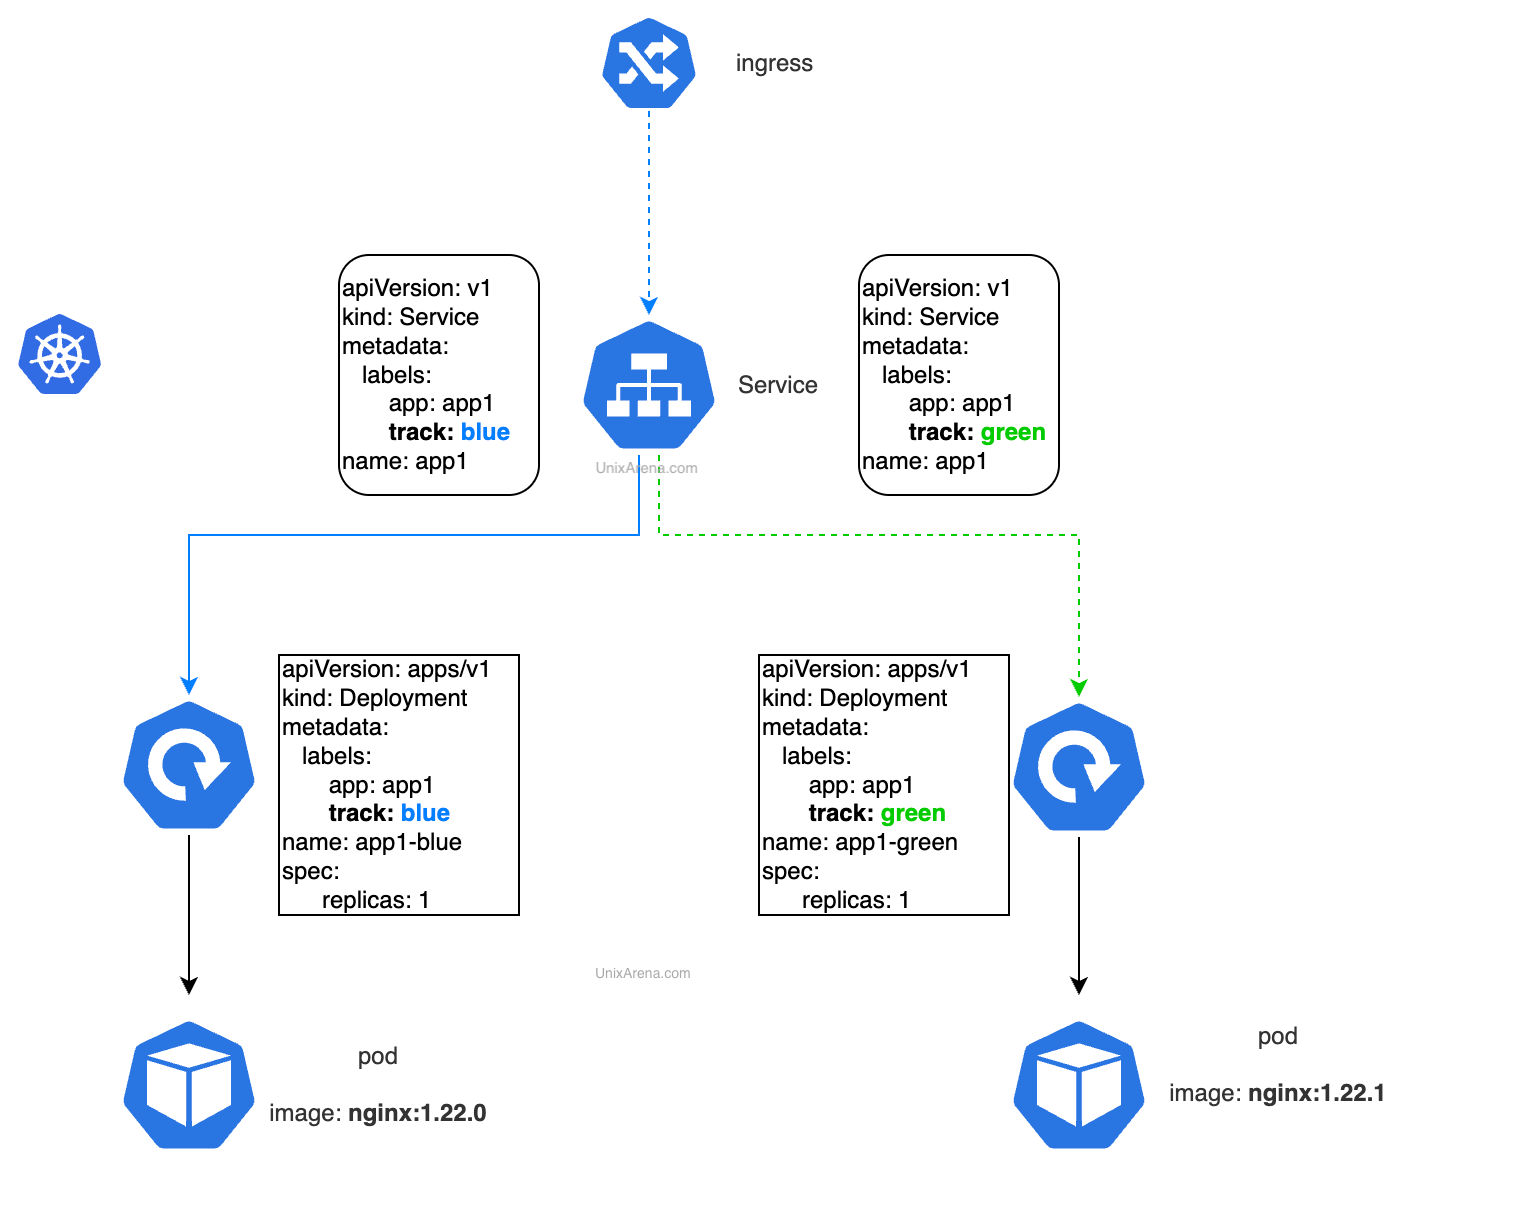 ingress
apiVersion: v1
kind: Service
metadata:
labels:
app: app1
track: blue
name: app1
Service
UnixArena.com
apiVersion: v1
kind: Service
metadata:
labels:
app: app1
track: green
name: app1
apiVersion: apps/v1
kind: Deployment
metadata:
labels:
app: app1
track: blue
name: app1-blue
spec:
replicas: 1
apiVersion: apps/v1
kind: Deployment
metadata:
labels:
app: app1
track: green
name: app1-green
spec:
replicas: 1
UnixArena.com
pod
image: nginx:1.22.0
pod
image: nginx:1.22.1